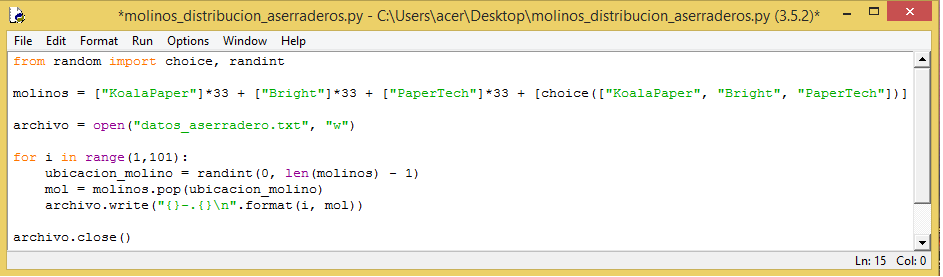 *molinos_distribucion_aserraderos.py - C:\Users\acer\Desktop\molinos_distribucion_aserraderos.py (3.5.2)*
File Edit Format Run Options Window Help
from random import choice, randint
molinos = ["KoalaPaper"]*33 + ["Bright"]*33 + ["PaperTech"]*33 + [choice(["KoalaPaper", "Bright", "PaperTech"])]
archivo = open("datos_aserradero.txt", "w")
for i in range(1,101):
    ubicacion_molino = randint(0, len(molinos) - 1)
    mol = molinos.pop(ubicacion_molino)
    archivo.write("{}-.{}\n".format(i, mol))
archivo.close()
Ln: 15 Col: 0